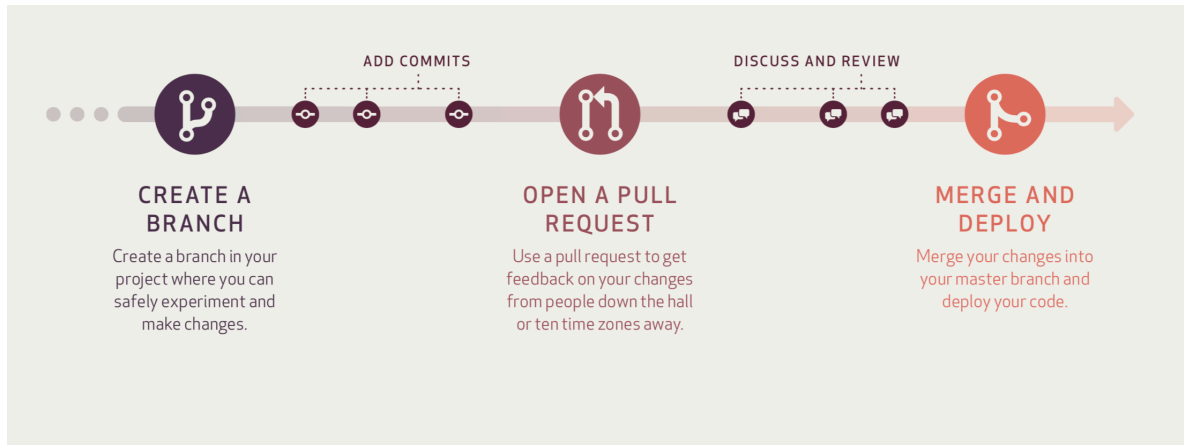 ADD COMMITS
DISCUSS AND REVIEW
CREATE A
BRANCH
Create a branch in your
project where you can
safely experiment and
make changes.
OPEN A PULL
REQUEST
Use a pull request to get
feedback on your changes
from people down the hall
or ten time zones away.
MERGE AND
DEPLOY
Merge your changes into
your master branch and
deploy your code.